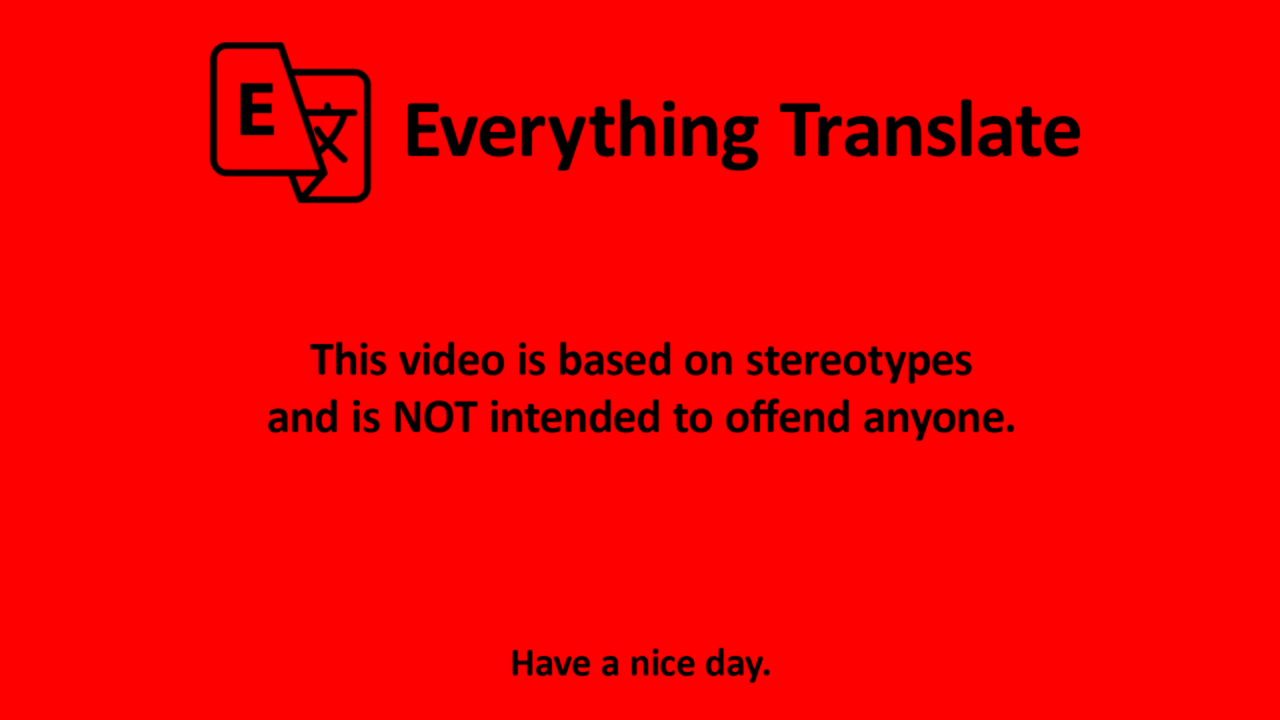 E文 Everything Translate
This video is based on stereotypes
and is NOT intended to offend anyone.
Have a nice day.